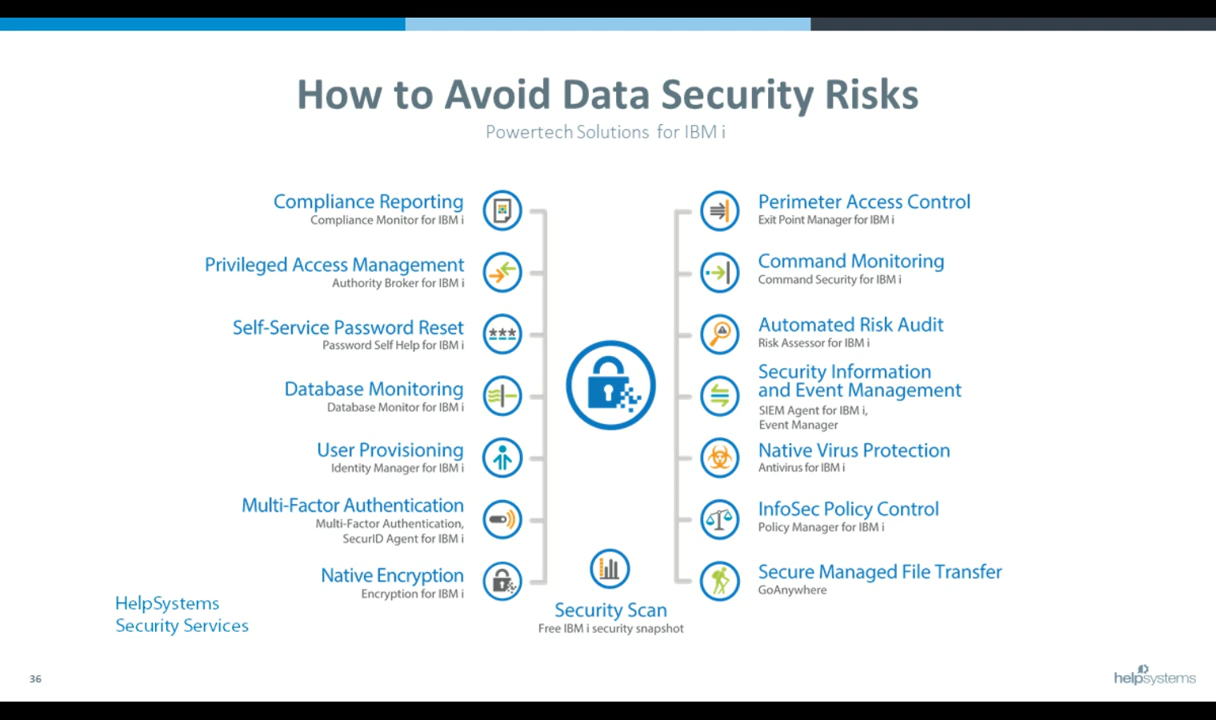 How to Avoid Data Security Risks
Powertech Solutions for IBM i
Compliance Reporting
Compliance Monitor for IBM i
Privileged Access Management
Authority Broker for IBM i
Self-Service Password Reset
Password Self Help for IBM i
Database Monitoring
Database Monitor for IBM i
User Provisioning
Identity Manager for IBM i
Multi-Factor Authentication
Multi-Factor Authentication,
SecurID Agent for IBM i
Native Encryption
Encryption for IBM i
HelpSystems
Security Services
Security Scan
Free IBM i security snapshot
Perimeter Access Control
Exit Point Manager for IBM i
Command Monitoring
Command Security for IBM i
Automated Risk Audit
Risk Assessor for IBM i
Security Information
and Event Management
SIEM Agent for IBM i,
Event Manager
Native Virus Protection
Antivirus for IBM i
InfoSec Policy Control
Policy Manager for IBM i
Secure Managed File Transfer
GoAnywhere
36
helpsystems